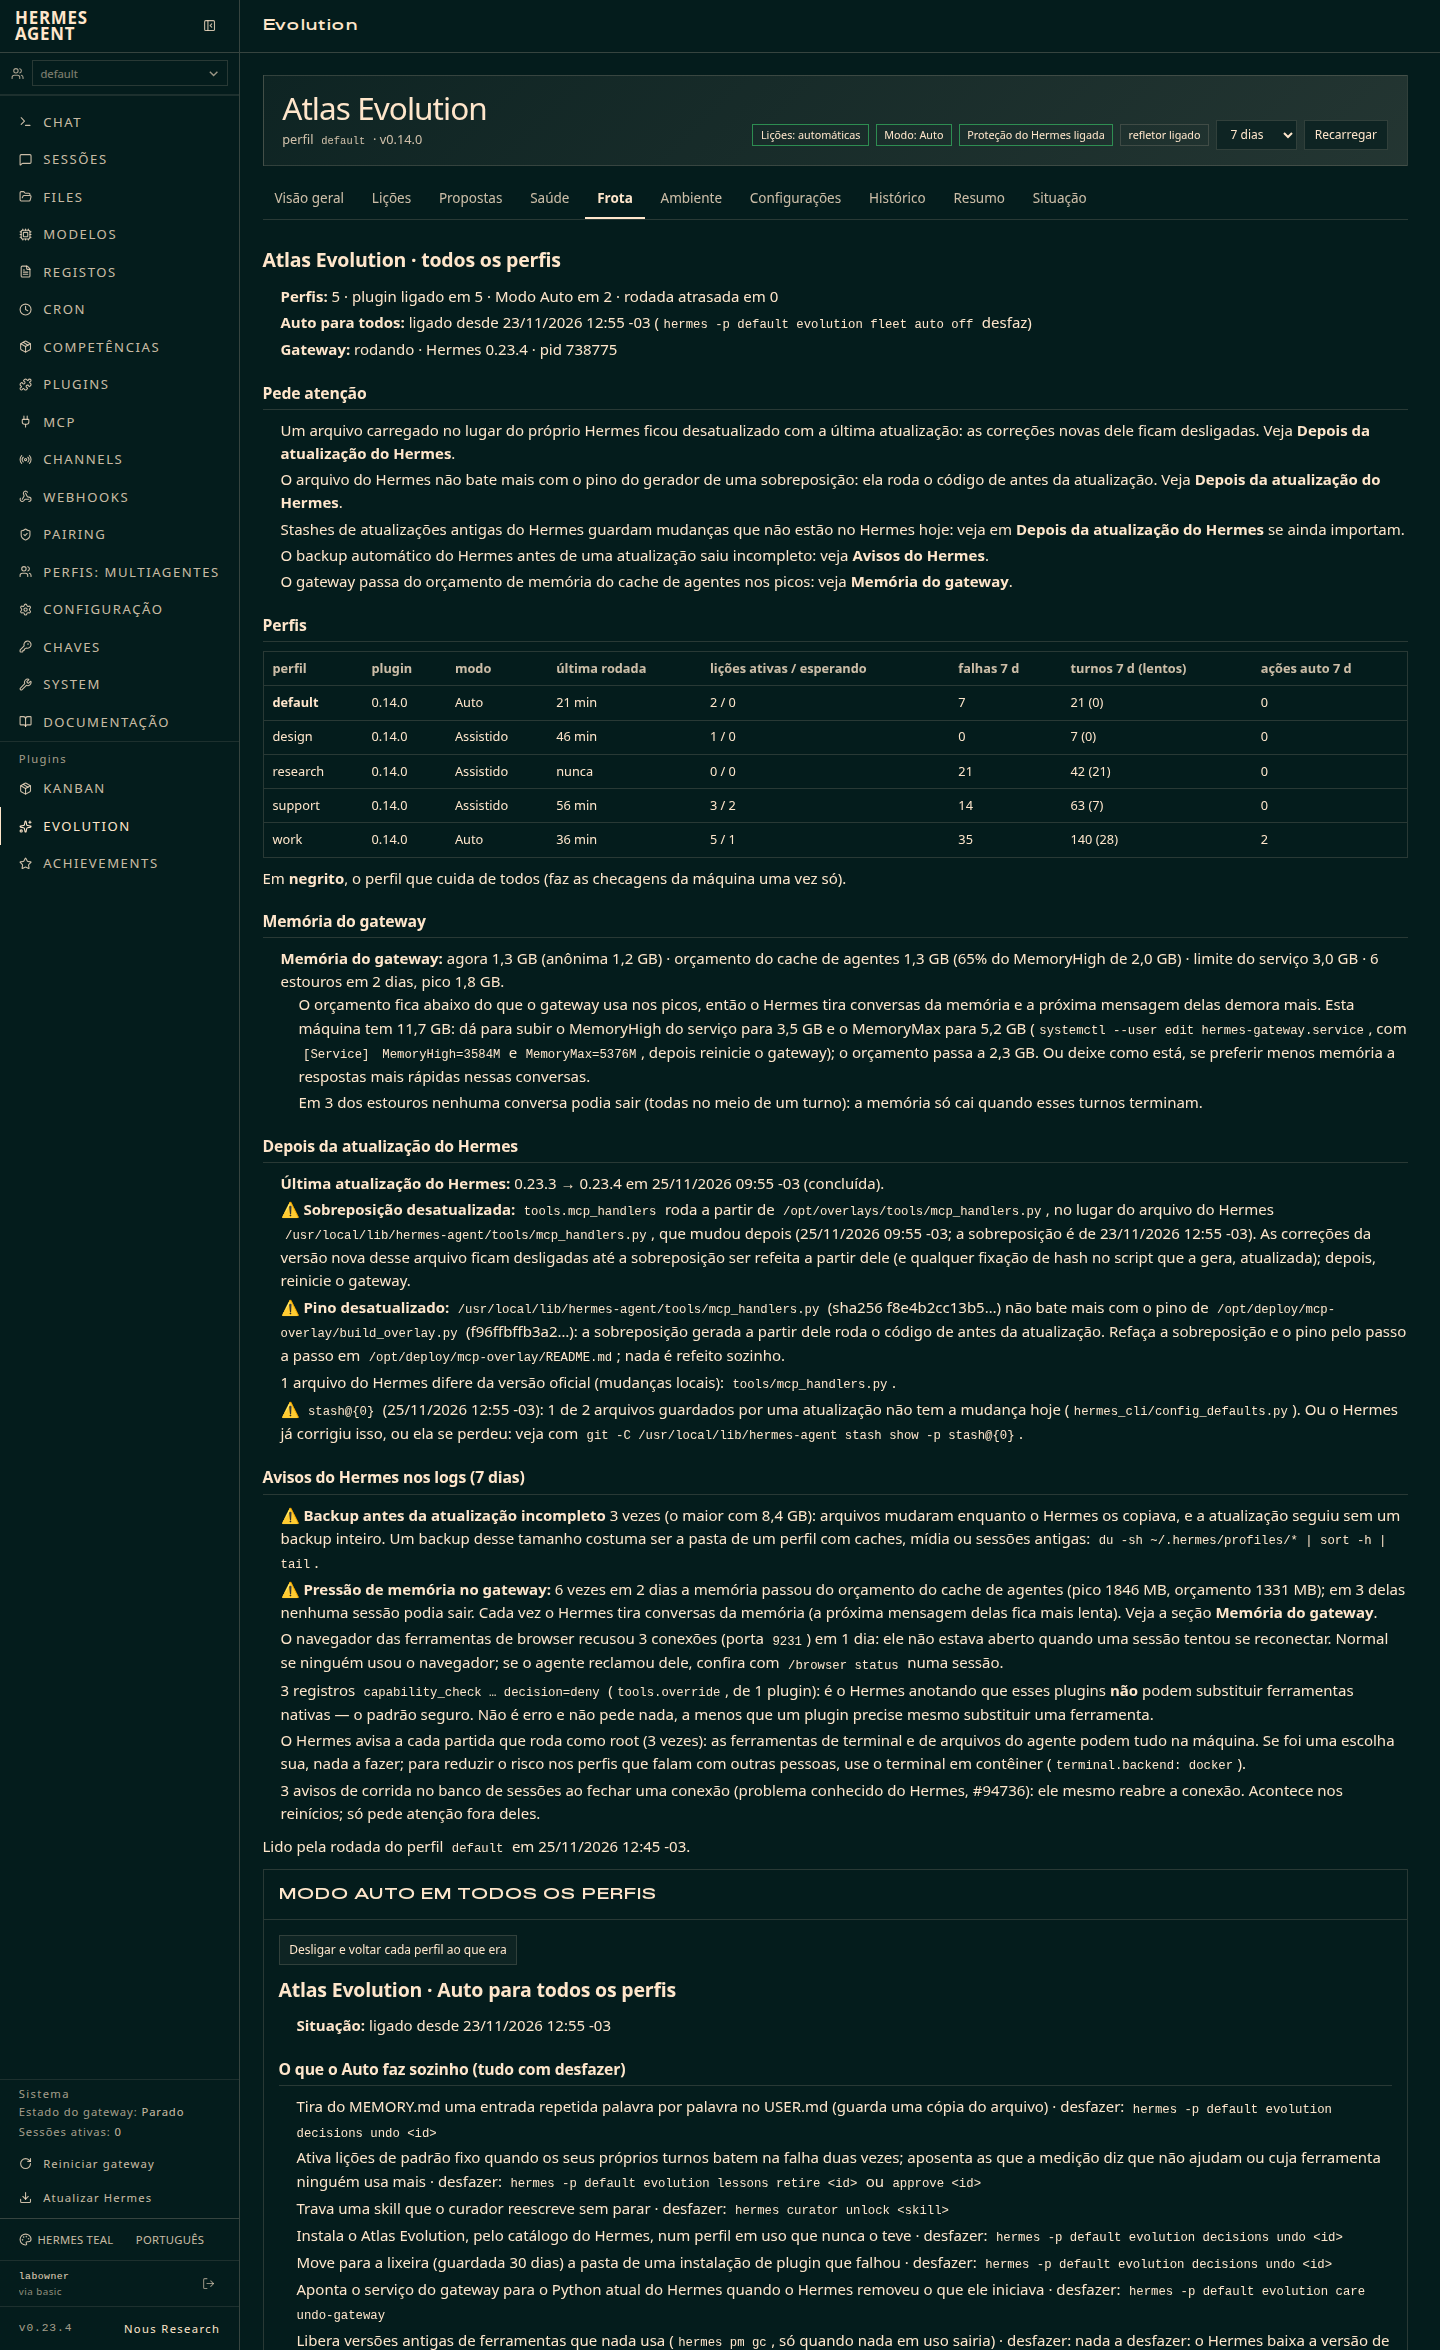 HERMES
AGENT
default
CHAT
SESSÕES
FILES
MODELOS
REGISTOS
CRON
COMPETÊNCIAS
PLUGINS
MCP
CHANNELS
WEBHOOKS
PAIRING
PERFIS: MULTIAGENTES
CONFIGURAÇÃO
CHAVES
SYSTEM
DOCUMENTAÇÃO
Plugins
KANBAN
EVOLUTION
ACHIEVEMENTS
Sistema
Estado do gateway: Parado
Sessões ativas: 0
Reiniciar gateway
Atualizar Hermes
HERMES TEAL PORTUGUÊS
labowner
via basic
v0.23.4 Nous Research
Evolution
Atlas Evolution
perfil default · v0.14.0
Lições: automáticas Modo: Auto Proteção do Hermes ligada refletor ligado 7 dias Recarregar
Visão geral Lições Propostas Saúde Frota Ambiente Configurações Histórico Resumo Situação
Atlas Evolution · todos os perfis
Perfis: 5 · plugin ligado em 5 · Modo Auto em 2 · rodada atrasada em 0
Auto para todos: ligado desde 23/11/2026 12:55 -03 ( hermes -p default evolution fleet auto off desfaz)
Gateway: rodando · Hermes 0.23.4 · pid 738775
Pede atenção
Um arquivo carregado no lugar do próprio Hermes ficou desatualizado com a última atualização: as correções novas dele ficam desligadas. Veja Depois da
atualização do Hermes.
O arquivo do Hermes não bate mais com o pino do gerador de uma sobreposição: ela roda o código de antes da atualização. Veja Depois da atualização do
Hermes.
Stashes de atualizações antigas do Hermes guardam mudanças que não estão no Hermes hoje: veja em Depois da atualização do Hermes se ainda importam.
O backup automático do Hermes antes de uma atualização saiu incompleto: veja Avisos do Hermes.
O gateway passa do orçamento de memória do cache de agentes nos picos: veja Memória do gateway.
Perfis
perfil plugin modo última rodada lições ativas / esperando falhas 7 d turnos 7 d (lentos) ações auto 7 d
default 0.14.0 Auto 21 min 2 / 0 7 21 (0) 0
design 0.14.0 Assistido 46 min 1 / 0 0 7 (0) 0
research 0.14.0 Assistido nunca 0 / 0 21 42 (21) 0
support 0.14.0 Assistido 56 min 3 / 2 14 63 (7) 0
work 0.14.0 Auto 36 min 5 / 1 35 140 (28) 2
Em negrito, o perfil que cuida de todos (faz as checagens da máquina uma vez só).
Memória do gateway
Memória do gateway: agora 1,3 GB (anônima 1,2 GB) · orçamento do cache de agentes 1,3 GB (65% do MemoryHigh de 2,0 GB) · limite do serviço 3,0 GB · 6
estouros em 2 dias, pico 1,8 GB.
O orçamento fica abaixo do que o gateway usa nos picos, então o Hermes tira conversas da memória e a próxima mensagem delas demora mais. Esta
máquina tem 11,7 GB: dá para subir o MemoryHigh do serviço para 3,5 GB e o MemoryMax para 5,2 GB ( systemctl --user edit hermes-gateway.service , com
[Service] MemoryHigh=3584M e MemoryMax=5376M , depois reinicie o gateway); o orçamento passa a 2,3 GB. Ou deixe como está, se preferir menos memória a
respostas mais rápidas nessas conversas.
Em 3 dos estouros nenhuma conversa podia sair (todas no meio de um turno): a memória só cai quando esses turnos terminam.
Depois da atualização do Hermes
Última atualização do Hermes: 0.23.3 → 0.23.4 em 25/11/2026 09:55 -03 (concluída).
⚠️ Sobreposição desatualizada: tools.mcp_handlers roda a partir de /opt/overlays/tools/mcp_handlers.py , no lugar do arquivo do Hermes
/usr/local/lib/hermes-agent/tools/mcp_handlers.py , que mudou depois (25/11/2026 09:55 -03; a sobreposição é de 23/11/2026 12:55 -03). As correções da
versão nova desse arquivo ficam desligadas até a sobreposição ser refeita a partir dele (e qualquer fixação de hash no script que a gera, atualizada); depois,
reinicie o gateway.
⚠️ Pino desatualizado: /usr/local/lib/hermes-agent/tools/mcp_handlers.py (sha256 f8e4b2cc13b5…) não bate mais com o pino de /opt/deploy/mcp-
overlay/build_overlay.py (f96ffbffb3a2…): a sobreposição gerada a partir dele roda o código de antes da atualização. Refaça a sobreposição e o pino pelo passo
a passo em /opt/deploy/mcp-overlay/README.md ; nada é refeito sozinho.
1 arquivo do Hermes difere da versão oficial (mudanças locais): tools/mcp_handlers.py .
⚠️ stash@{0} (25/11/2026 12:55 -03): 1 de 2 arquivos guardados por uma atualização não tem a mudança hoje ( hermes_cli/config_defaults.py ). Ou o Hermes
já corrigiu isso, ou ela se perdeu: veja com git -C /usr/local/lib/hermes-agent stash show -p stash@{0} .
Avisos do Hermes nos logs (7 dias)
⚠️ Backup antes da atualização incompleto 3 vezes (o maior com 8,4 GB): arquivos mudaram enquanto o Hermes os copiava, e a atualização seguiu sem um
backup inteiro. Um backup desse tamanho costuma ser a pasta de um perfil com caches, mídia ou sessões antigas: du -sh ~/.hermes/profiles/* | sort -h |
tail .
⚠️ Pressão de memória no gateway: 6 vezes em 2 dias a memória passou do orçamento do cache de agentes (pico 1846 MB, orçamento 1331 MB); em 3 delas
nenhuma sessão podia sair. Cada vez o Hermes tira conversas da memória (a próxima mensagem delas fica mais lenta). Veja a seção Memória do gateway.
O navegador das ferramentas de browser recusou 3 conexões (porta 9231 ) em 1 dia: ele não estava aberto quando uma sessão tentou se reconectar. Normal
se ninguém usou o navegador; se o agente reclamou dele, confira com /browser status numa sessão.
3 registros capability_check … decision=deny ( tools.override , de 1 plugin): é o Hermes anotando que esses plugins não podem substituir ferramentas
nativas — o padrão seguro. Não é erro e não pede nada, a menos que um plugin precise mesmo substituir uma ferramenta.
O Hermes avisa a cada partida que roda como root (3 vezes): as ferramentas de terminal e de arquivos do agente podem tudo na máquina. Se foi uma escolha
sua, nada a fazer; para reduzir o risco nos perfis que falam com outras pessoas, use o terminal em contêiner ( terminal.backend: docker ).
3 avisos de corrida no banco de sessões ao fechar uma conexão (problema conhecido do Hermes, #94736): ele mesmo reabre a conexão. Acontece nos
reinícios; só pede atenção fora deles.
Lido pela rodada do perfil default em 25/11/2026 12:45 -03.
MODO AUTO EM TODOS OS PERFIS
Desligar e voltar cada perfil ao que era
Atlas Evolution · Auto para todos os perfis
Situação: ligado desde 23/11/2026 12:55 -03
O que o Auto faz sozinho (tudo com desfazer)
Tira do MEMORY.md uma entrada repetida palavra por palavra no USER.md (guarda uma cópia do arquivo) · desfazer: hermes -p default evolution
decisions undo <id>
Ativa lições de padrão fixo quando os seus próprios turnos batem na falha duas vezes; aposenta as que a medição diz que não ajudam ou cuja ferramenta
ninguém usa mais · desfazer: hermes -p default evolution lessons retire <id> ou approve <id>
Trava uma skill que o curador reescreve sem parar · desfazer: hermes curator unlock <skill>
Instala o Atlas Evolution, pelo catálogo do Hermes, num perfil em uso que nunca o teve · desfazer: hermes -p default evolution decisions undo <id>
Move para a lixeira (guardada 30 dias) a pasta de uma instalação de plugin que falhou · desfazer: hermes -p default evolution decisions undo <id>
Aponta o serviço do gateway para o Python atual do Hermes quando o Hermes removeu o que ele iniciava · desfazer: hermes -p default evolution care
undo-gateway
Libera versões antigas de ferramentas que nada usa ( hermes pm gc , só quando nada em uso sairia) · desfazer: nada a desfazer: o Hermes baixa a versão de